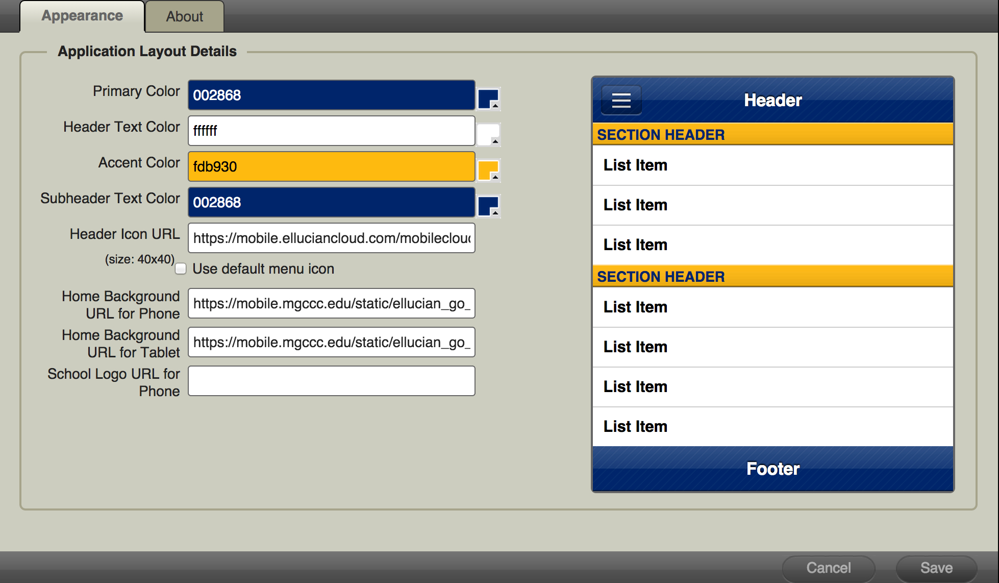 Appearance
About
Application Layout Details
Primary Color
002868
Header Text Color
ffffff
Accent Color
fdb930
Subheader Text Color
002868
Header Icon URL
(size: 40x40)
https://mobile.elluciancloud.com/mobileclou
Use default menu icon
Home Background
URL for Phone
https://mobile.mgccc.edu/static/ellucian_go_
Home Background
URL for Tablet
https://mobile.mgccc.edu/static/ellucian_go_
School Logo URL for
Phone
Header
SECTION HEADER
List Item
List Item
List Item
SECTION HEADER
List Item
List Item
List Item
List Item
Footer
Cancel
Save